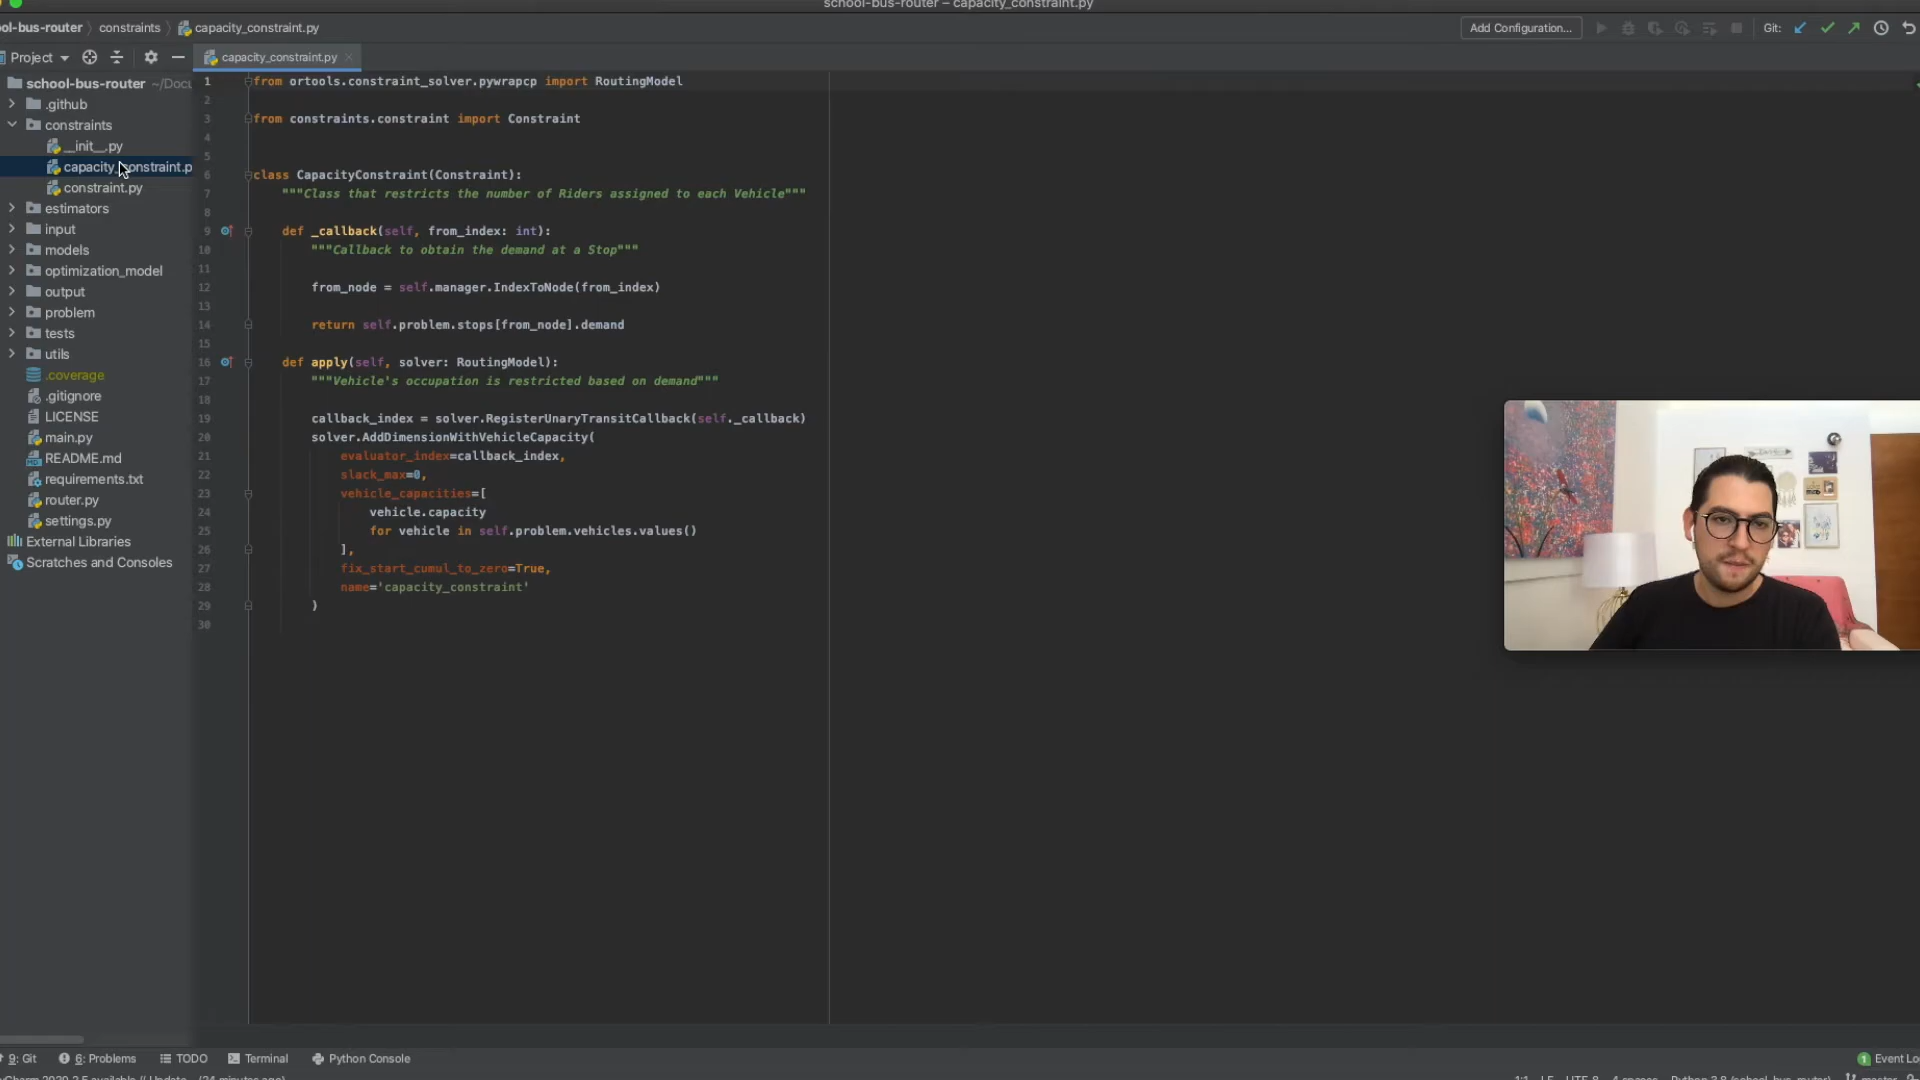 school-bus-router – capacity_constraint.py
ol-bus-router
constraints
capacity_constraint.py
Add Configuration...
Git:
Project
capacity_constraint.py
school-bus-router ~/Docu
.github
constraints
__init__.py
capacity_constraint.p
constraint.py
estimators
input
models
optimization_model
output
problem
tests
utils
.coverage
.gitignore
LICENSE
main.py
README.md
requirements.txt
router.py
settings.py
External Libraries
Scratches and Consoles
1 from ortools.constraint_solver.pywrapcp import RoutingModel
2
3 from constraints.constraint import Constraint
4
5
6 class CapacityConstraint(Constraint):
7 """Class that restricts the number of Riders assigned to each Vehicle"""
8
9 def _callback(self, from_index: int):
10 """Callback to obtain the demand at a Stop"""
11
12 from_node = self.manager.IndexToNode(from_index)
13
14 return self.problem.stops[from_node].demand
15
16 def apply(self, solver: RoutingModel):
17 """Vehicle's occupation is restricted based on demand"""
18
19 callback_index = solver.RegisterUnaryTransitCallback(self._callback)
20 solver.AddDimensionWithVehicleCapacity(
21 evaluator_index=callback_index,
22 slack_max=0,
23 vehicle_capacities=[
24 vehicle.capacity
25 for vehicle in self.problem.vehicles.values()
26 ],
27 fix_start_cumul_to_zero=True,
28 name='capacity_constraint'
29 )
30
9: Git
6: Problems
TODO
Terminal
Python Console
1 Event Lo